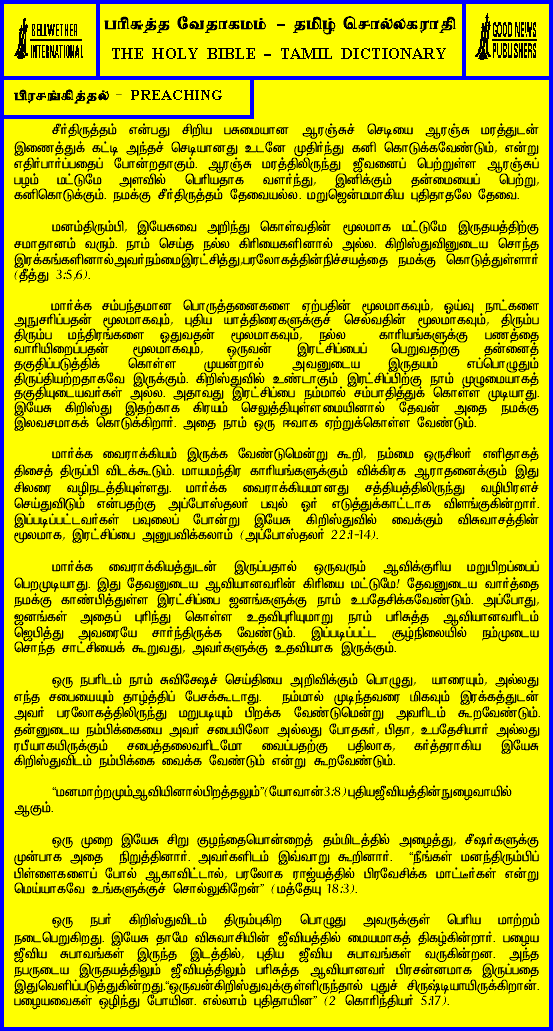 BELLWETHER
INTERNATIONAL
பரிசுத்த வேதாகமம் – தமிழ் சொல்லகராதி
THE HOLY BIBLE – TAMIL DICTIONARY
GOOD NEWS
PUBLISHERS
பிரசங்கித்தல் – PREACHING
சீர்திருத்தம் என்பது சிறிய பசுமையான ஆரஞ்சுச் செடியை ஆரஞ்சு மரத்துடன்
இணைத்துக் கட்டி அந்தச் செடியானது உடனே முதிர்ந்து கனி கொடுக்கவேண்டும், என்று
எதிர்பார்ப்பதைப் போன்றதாகும். ஆரஞ்சு மரத்திலிருந்து ஜீவனைப் பெற்றுள்ள ஆரஞ்சுப்
பழம் மட்டுமே அளவில் பெரியதாக வளர்ந்து, இனிக்கும் தன்மையைப் பெற்று,
கனிகொடுக்கும். நமக்கு சீர்திருத்தம் தேவையல்ல. மறுஜென்மமாகிய புதிதாதலே தேவை.
மனம்திரும்பி, இயேசுவை அறிந்து கொள்வதின் மூலமாக மட்டுமே இருதயத்திற்கு
சமாதானம் வரும். நாம் செய்த நல்ல கிரியைகளினால் அல்ல. கிறிஸ்துவினுடைய சொந்த
இரக்கங்களினால்அவர்நம்மைஇரட்சித்து,பரலோகத்தின்நிச்சயத்தை நமக்கு கொடுத்துள்ளார்
(தீத்து 3:5,6).
மார்க்க சம்பந்தமான பொருத்தனைகளை ஏற்பதின் மூலமாகவும், ஓய்வு நாட்களை
அநுசரிப்பதன் மூலமாகவும், புதிய யாத்திரைகளுக்குச் செல்வதின் மூலமாகவும், திரும்ப
திரும்ப மந்திரங்களை ஓதுவதன் மூலமாகவும், நல்ல காரியங்களுக்கு பணத்தை
வாரியிறைப்பதன் மூலமாகவும், ஒருவன் இரட்சிப்பைப் பெறுவதற்கு தன்னைத்
தகுதிப்படுத்திக் கொள்ள முயன்றால் அவனுடைய இருதயம் எப்பொழுதும்
திருப்தியற்றதாகவே இருக்கும். கிறிஸ்துவில் உண்டாகும் இரட்சிப்பிற்கு நாம் முழுமையாகத்
தகுதியுடையவர்கள் அல்ல. அதாவது இரட்சிப்பை நம்மால் சம்பாதித்துக் கொள்ள முடியாது.
இயேசு கிறிஸ்து இதற்காக கிரயம் செலுத்தியுள்ளமையினால் தேவன் அதை நமக்கு
இலவசமாகக் கொடுக்கிறார். அதை நாம் ஒரு ஈவாக ஏற்றுக்கொள்ள வேண்டும்.
மார்க்க வைராக்கியம் இருக்க வேண்டுமென்று கூறி, நம்மை ஒருசிலர் எளிதாகத்
திசைத் திருப்பி விடக்கூடும். மாயமந்திர காரியங்களுக்கும் விக்கிரக ஆராதனைக்கும் இது
சிலரை வழிநடத்தியுள்ளது. மார்க்க வைராக்கியமானது சத்தியத்திலிருந்து வழிபிரளச்
செய்துவிடும் என்பதற்கு அப்போஸ்தலர் பவுல் ஓர் எடுத்துக்காட்டாக விளங்குகின்றார்.
இப்படிப்பட்டவர்கள் பவுலைப் போன்று இயேசு கிறிஸ்துவில் வைக்கும் விசுவாசத்தின்
மூலமாக, இரட்சிப்பை அனுபவிக்கலாம் (அப்போஸ்தலர் 22:1-14).
மார்க்க வைராக்கியத்துடன் இருப்பதால் ஒருவரும் ஆவிக்குரிய மறுபிறப்பைப்
பெறமுடியாது. இது தேவனுடைய ஆவியானவரின் கிரியை மட்டுமே! தேவனுடைய வார்த்தை
நமக்கு காண்பித்துள்ள இரட்சிப்பை ஜனங்களுக்கு நாம் உபதேசிக்கவேண்டும். அப்போது,
ஜனங்கள் அதைப் புரிந்து கொள்ள உதவிபுரியுமாறு நாம் பரிசுத்த ஆவியானவரிடம்
ஜெபித்து அவரையே சார்ந்திருக்க வேண்டும். இப்படிப்பட்ட சூழ்நிலையில் நம்முடைய
சொந்த சாட்சியைக் கூறுவது, அவர்களுக்கு உதவியாக இருக்கும்.
ஒரு நபரிடம் நாம் சுவிசேஷச் செய்தியை அறிவிக்கும் பொழுது, யாரையும், அல்லது
எந்த சபையையும் தாழ்த்திப் பேசக்கூடாது. நம்மால் முடிந்தவரை மிகவும் இரக்கத்துடன்
அவர் பரலோகத்திலிருந்து மறுபடியும் பிறக்க வேண்டுமென்று அவரிடம் கூறவேண்டும்.
தன்னுடைய நம்பிக்கையை அவர் சபையிலோ அல்லது போதகர், பிதா, உபதேசியார் அல்லது
ரபீயாகயிருக்கும் சபைத்தலைவரிடமோ வைப்பதற்கு பதிலாக, கர்த்தராகிய இயேசு
கிறிஸ்துவிடம் நம்பிக்கை வைக்க வேண்டும் என்று கூறவேண்டும்.
“மனமாற்றமும்ஆவியினால்பிறத்தலும்”(யோவான்3:8)புதியஜீவியத்தின்நுழைவாயில்
ஆகும்.
ஒரு முறை இயேசு சிறு குழந்தையொன்றைத் தம்மிடத்தில் அழைத்து, சீஷர்களுக்கு
முன்பாக அதை நிறுத்தினார். அவர்களிடம் இவ்வாறு கூறினார். “நீங்கள் மனந்திரும்பிப்
பிள்ளைகளைப் போல் ஆகாவிட்டால், பரலோக ராஜ்யத்தில் பிரவேசிக்க மாட்டீர்கள் என்று
மெய்யாகவே உங்களுக்குச் சொல்லுகிறேன்” (மத்தேயு 18:3).
ஒரு நபர் கிறிஸ்துவிடம் திரும்புகிற பொழுது அவருக்குள் பெரிய மாற்றம்
நடைபெறுகிறது. இயேசு தாமே விசுவாசியின் ஜீவியத்தில் மையமாகத் திகழ்கின்றார். பழைய
ஜீவிய சுபாவங்கள் இருந்த இடத்தில், புதிய ஜீவிய சுபாவங்கள் வருகின்றன. அந்த
நபருடைய இருதயத்திலும் ஜீவியத்திலும் பரிசுத்த ஆவியானவர் பிரசன்னமாக இருப்பதை
இதுவெளிப்படுத்துகின்றது.“ஒருவன்கிறிஸ்துவுக்குள்ளிருந்தால் புதுச் சிருஷ்டியாயிருக்கிறான்.
பழையவைகள் ஒழிந்து போயின. எல்லாம் புதிதாயின” (2 கொரிந்தியர் 5:17).